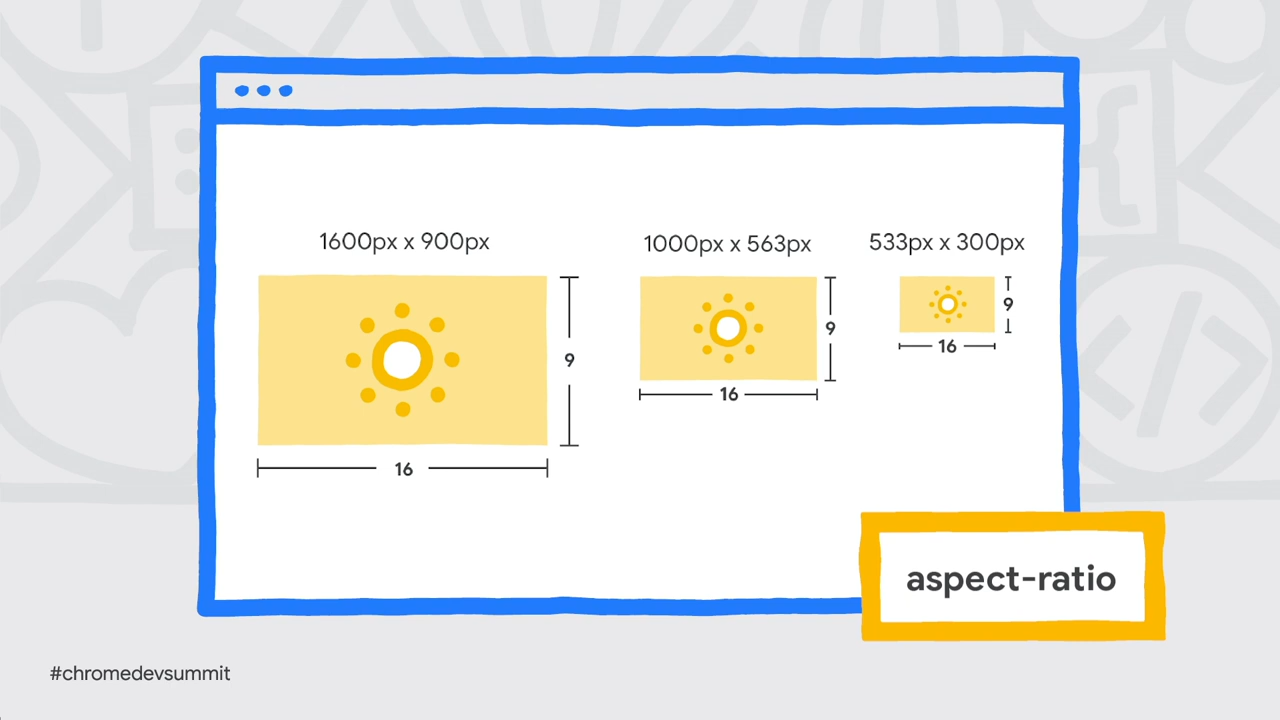 1600px x 900px
9
16
1000px x 563px
9
16
533px x 300px
9
16
aspect-ratio
#chromedevsummit